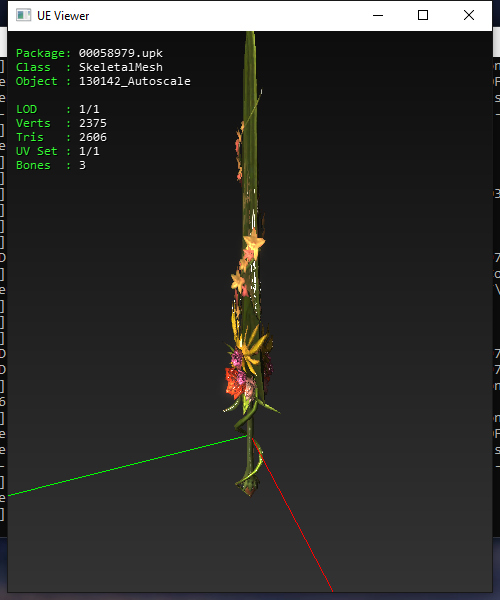 UE Viewer
Package: 00058979.upk
Class : SkeletalMesh
Object : 130142_Autoscale
LOD : 1/1
Verts : 2375
Tris : 2606
UV Set : 1/1
Bones : 3